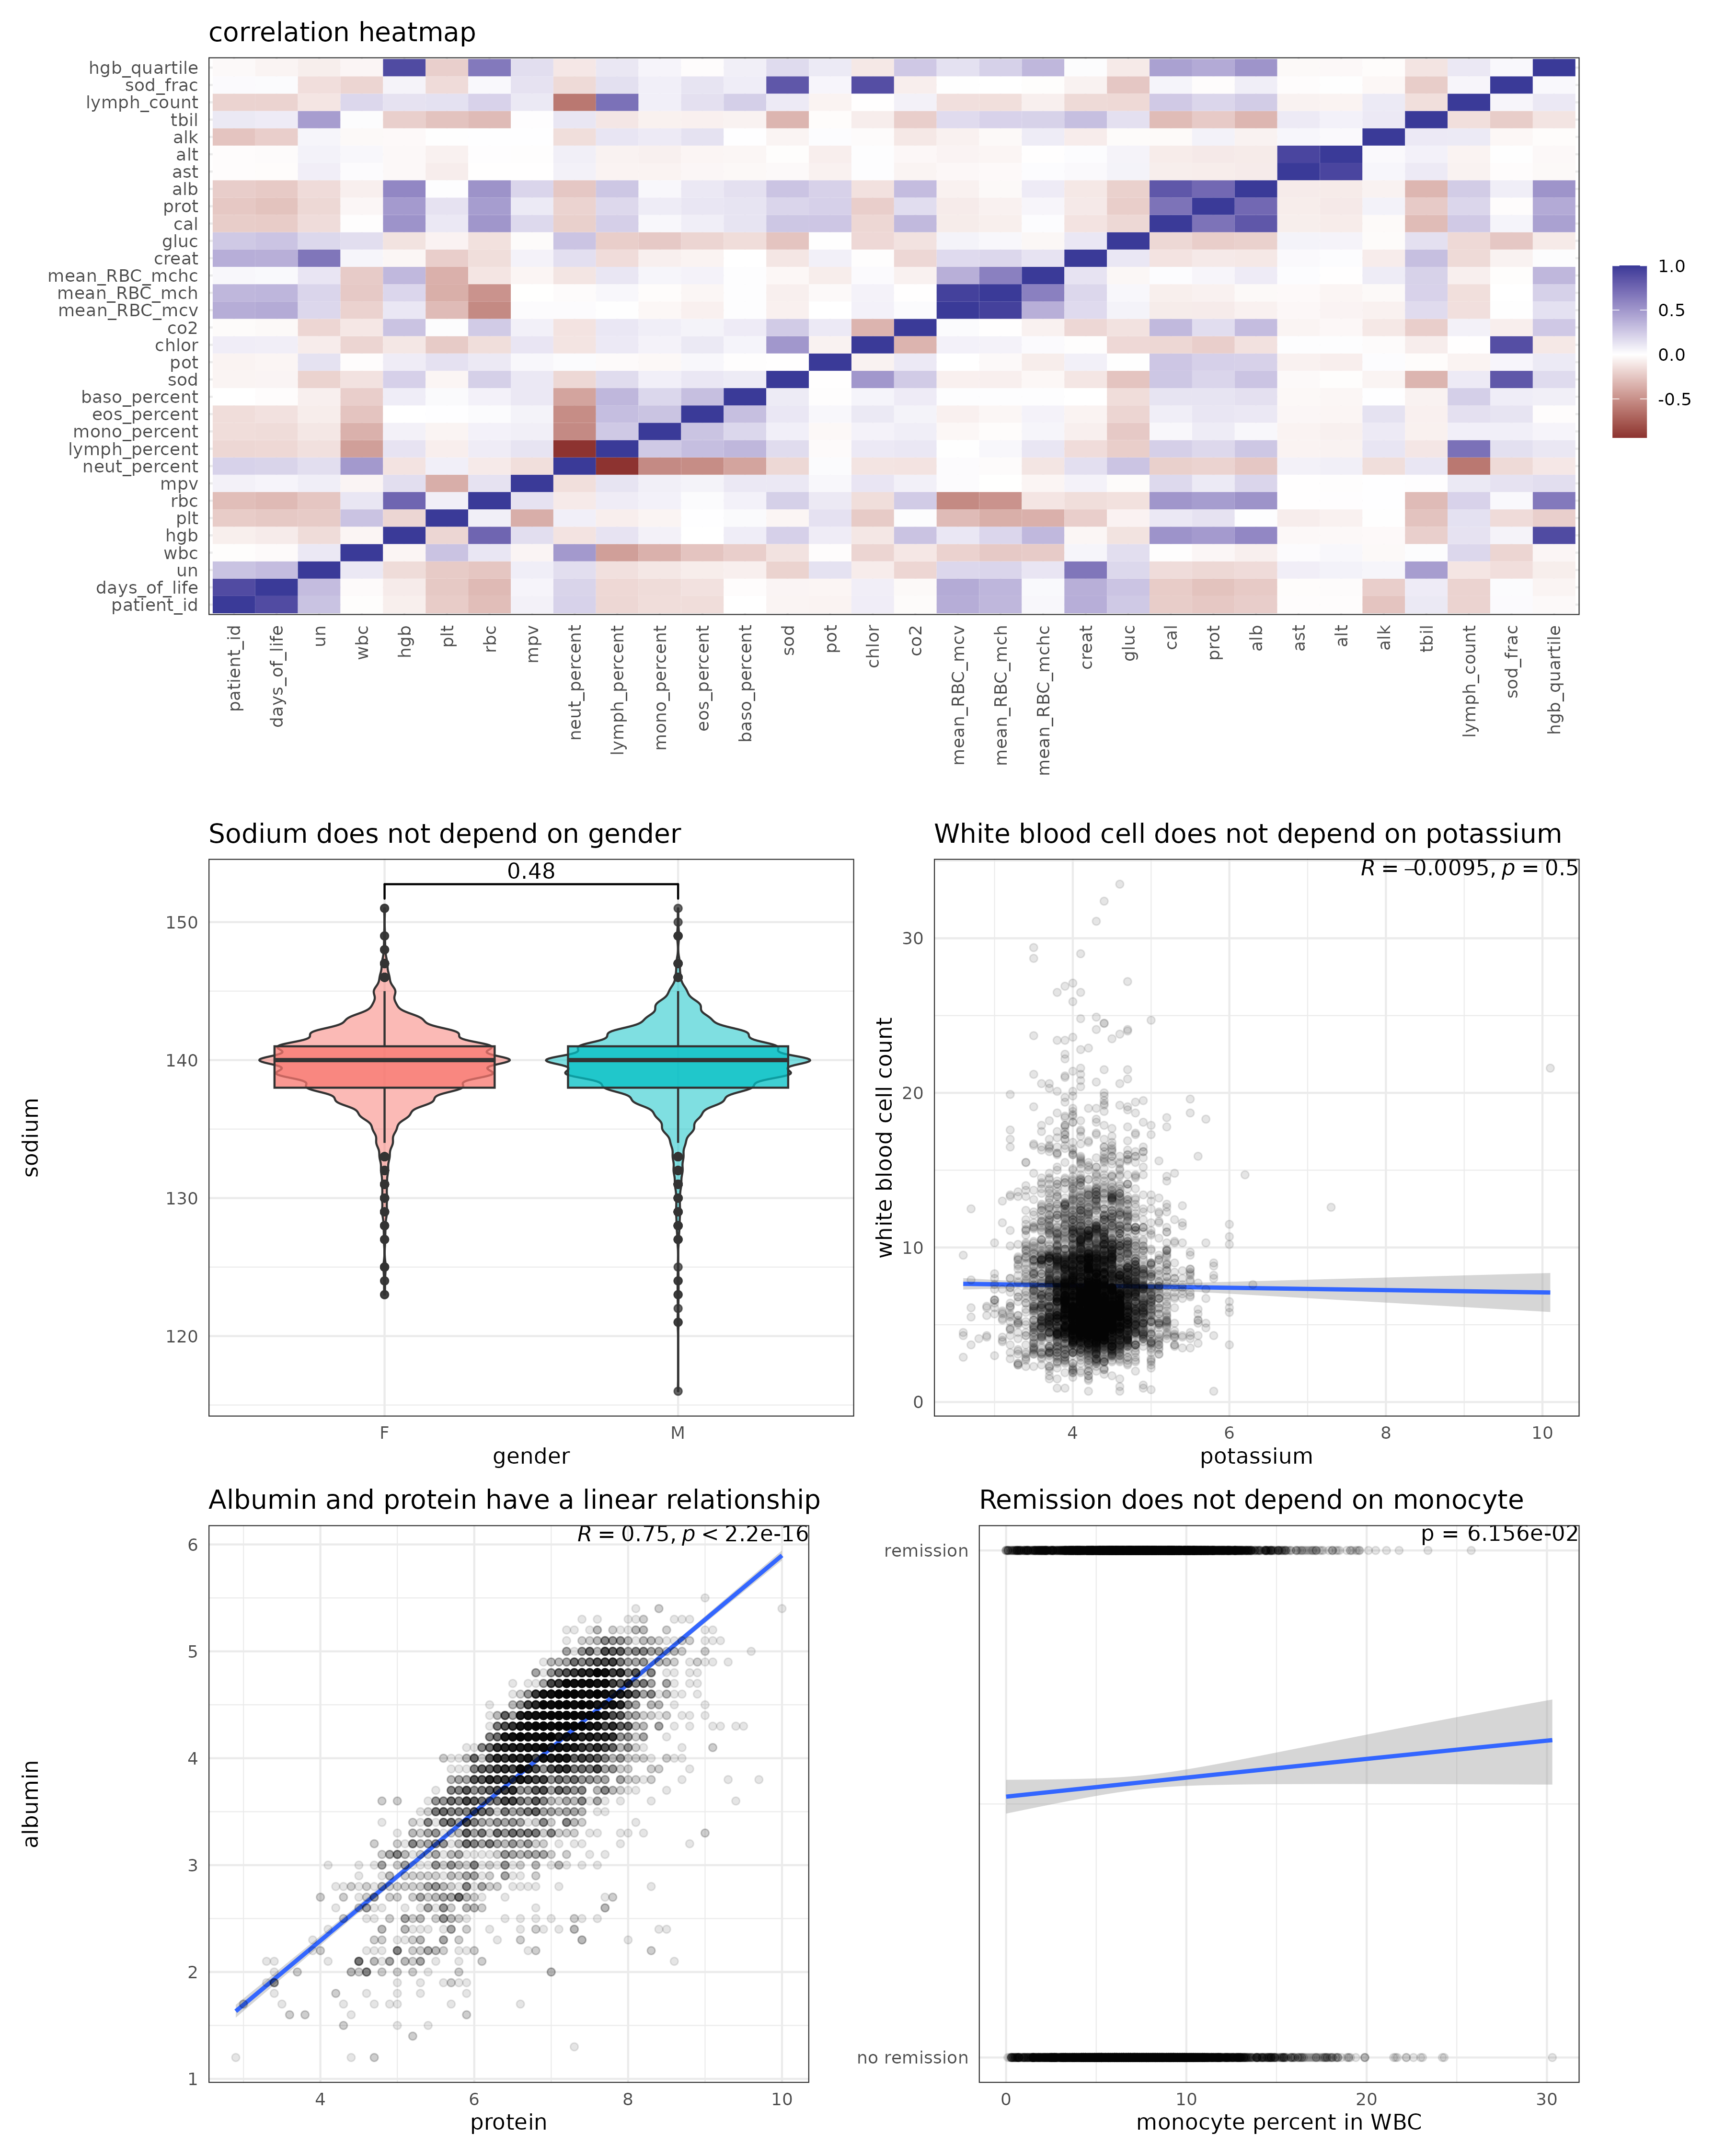 correlation heatmap
hgb_quartile
sod_frac
lymph_count
tbil
alk
alt
ast
alb
prot
cal
gluc
creat
mean_RBC_mchc
mean_RBC_mch
mean_RBC_mcv
co2
chlor
pot
sod
baso_percent
eos_percent
mono_percent
lymph_percent
neut_percent
mpv
rbc
plt
hgb
wbc
un
days_of_life
patient_id
patient_id
days_of_life
un
wbc
hgb
plt
rbc
mpv
neut_percent
lymph_percent
mono_percent
eos_percent
baso_percent
sod
pot
chlor
co2
mean_RBC_mcv
mean_RBC_mch
mean_RBC_mchc
creat
gluc
cal
prot
alb
ast
alt
alk
tbil
lymph_count
sod_frac
hgb_quartile
1.0
0.5
0.0
-0.5
Sodium does not depend on gender
0.48
150
140
130
120
sodium
F M
gender
White blood cell does not depend on potassium
R = –0.0095, p = 0.5
30
20
10
0
white blood cell count
4 6 8 10
potassium
Albumin and protein have a linear relationship
R = 0.75, p < 2.2e-16
6
5
4
3
2
1
albumin
4 6 8 10
protein
Remission does not depend on monocyte
p = 6.156e-02
remission
no remission
0 10 20 30
monocyte percent in WBC